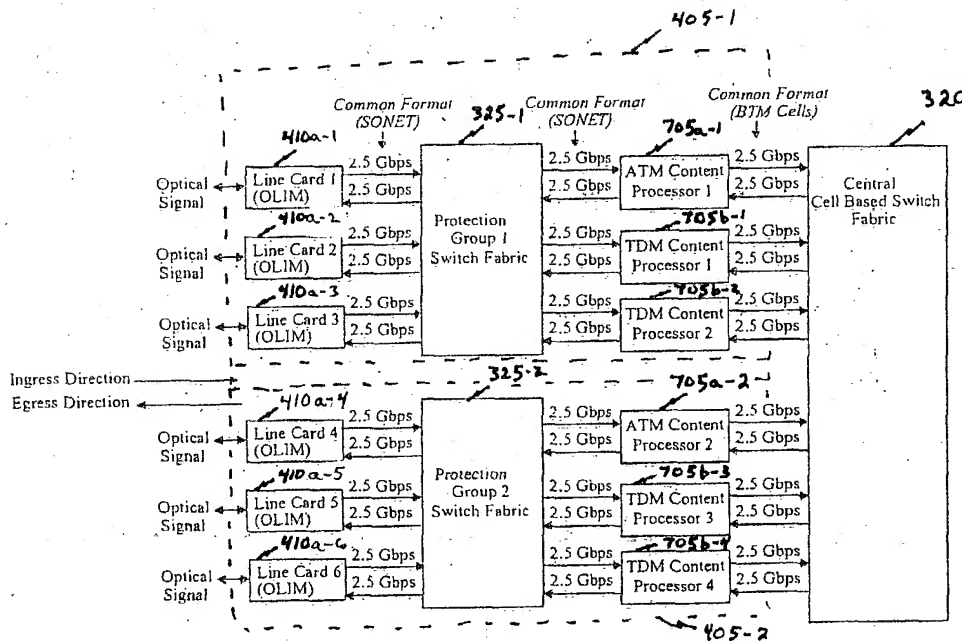 405-1
Common Format
(SONET)
325-1
Common Format
(SONET)
Common Format
(BTM Cells)
320
410a-1
705a-1
Optical
Signal
Line Card 1
(OLIM)
2.5 Gbps
2.5 Gbps
2.5 Gbps
2.5 Gbps
ATM Content
Processor 1
2.5 Gbps
2.5 Gbps
Central
Cell Based Switch
Fabric
410a-2
Protection
Group 1
Switch Fabric
705b-1
Optical
Signal
Line Card 2
(OLIM)
2.5 Gbps
2.5 Gbps
2.5 Gbps
2.5 Gbps
TDM Content
Processor 1
2.5 Gbps
2.5 Gbps
410a-3
705b-2
Optical
Signal
Line Card 3
(OLIM)
2.5 Gbps
2.5 Gbps
2.5 Gbps
2.5 Gbps
TDM Content
Processor 2
2.5 Gbps
2.5 Gbps
Ingress Direction
Egress Direction
325-2
410a-4
705a-2
Optical
Signal
Line Card 4
(OLIM)
2.5 Gbps
2.5 Gbps
2.5 Gbps
2.5 Gbps
ATM Content
Processor 2
2.5 Gbps
2.5 Gbps
410a-5
Protection
Group 2
Switch Fabric
705b-3
Optical
Signal
Line Card 5
(OLIM)
2.5 Gbps
2.5 Gbps
2.5 Gbps
2.5 Gbps
TDM Content
Processor 3
2.5 Gbps
2.5 Gbps
410a-6
705b-4
Optical
Signal
Line Card 6
(OLIM)
2.5 Gbps
2.5 Gbps
2.5 Gbps
2.5 Gbps
TDM Content
Processor 4
2.5 Gbps
2.5 Gbps
405-2